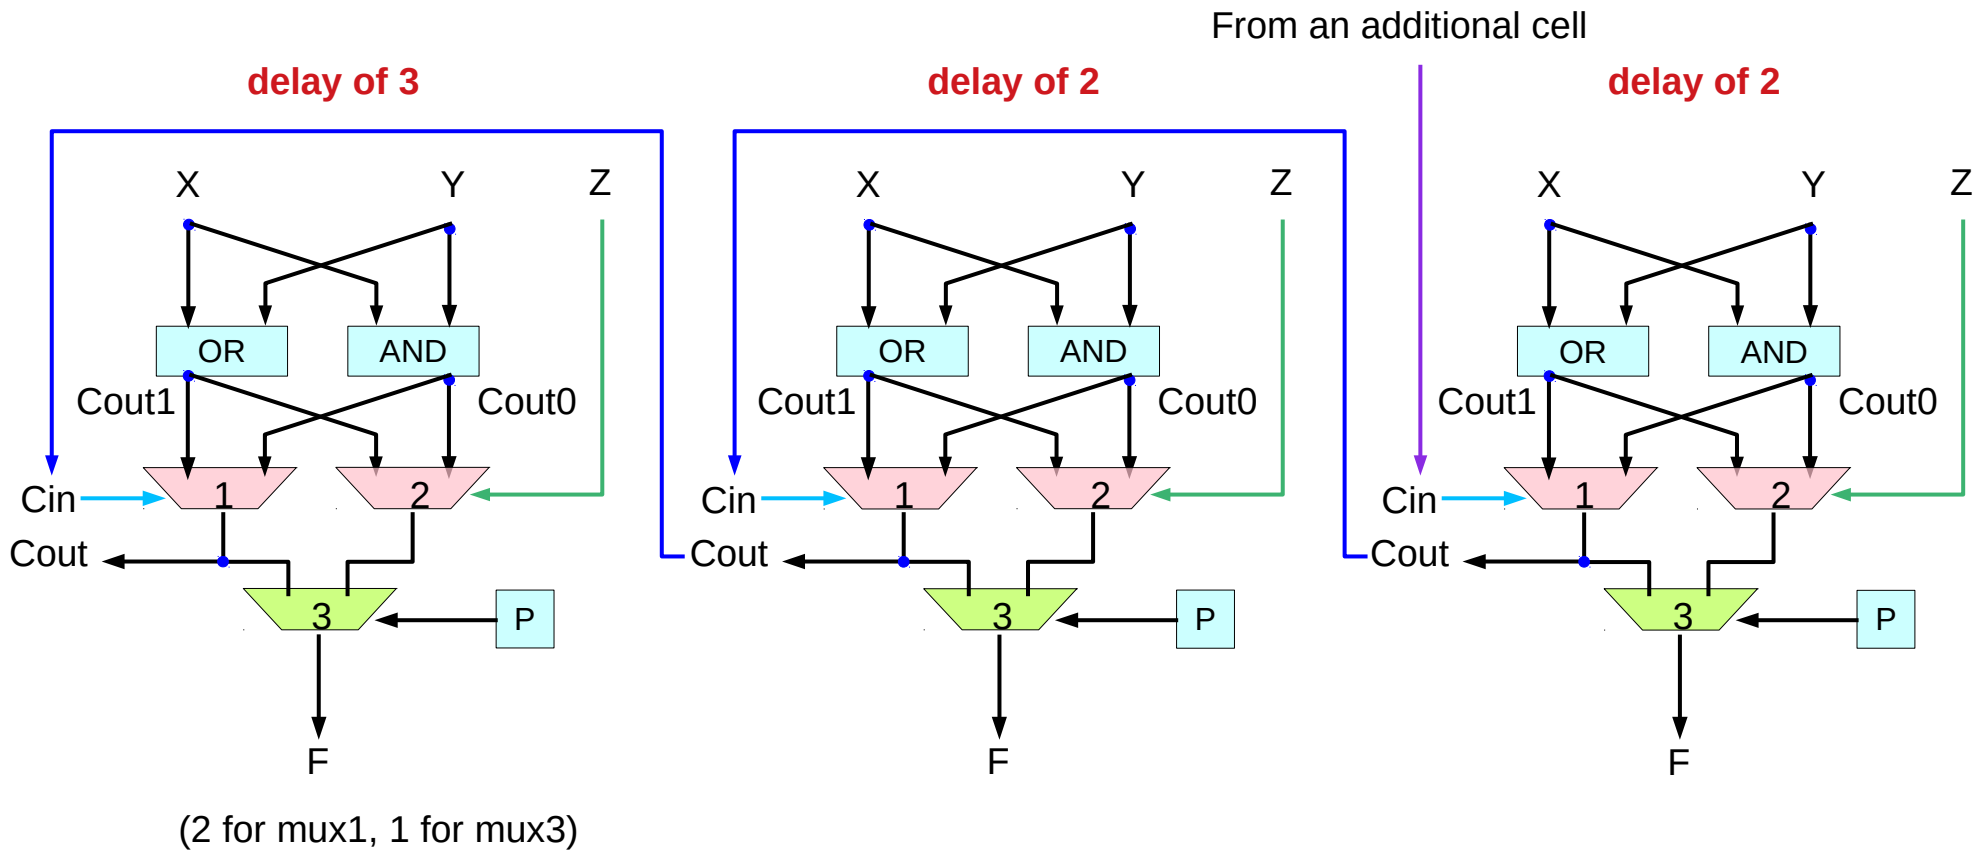 From an additional cell
delay of 3
delay of 2
delay of 2
X Y Z
X Y Z
X Y Z
OR AND
OR AND
OR AND
Cout1 Cout0
Cout1 Cout0
Cout1 Cout0
Cin 1 2
Cin 1 2
Cin 1 2
Cout
Cout
Cout
3 P
3 P
3 P
F
F
F
(2 for mux1, 1 for mux3)